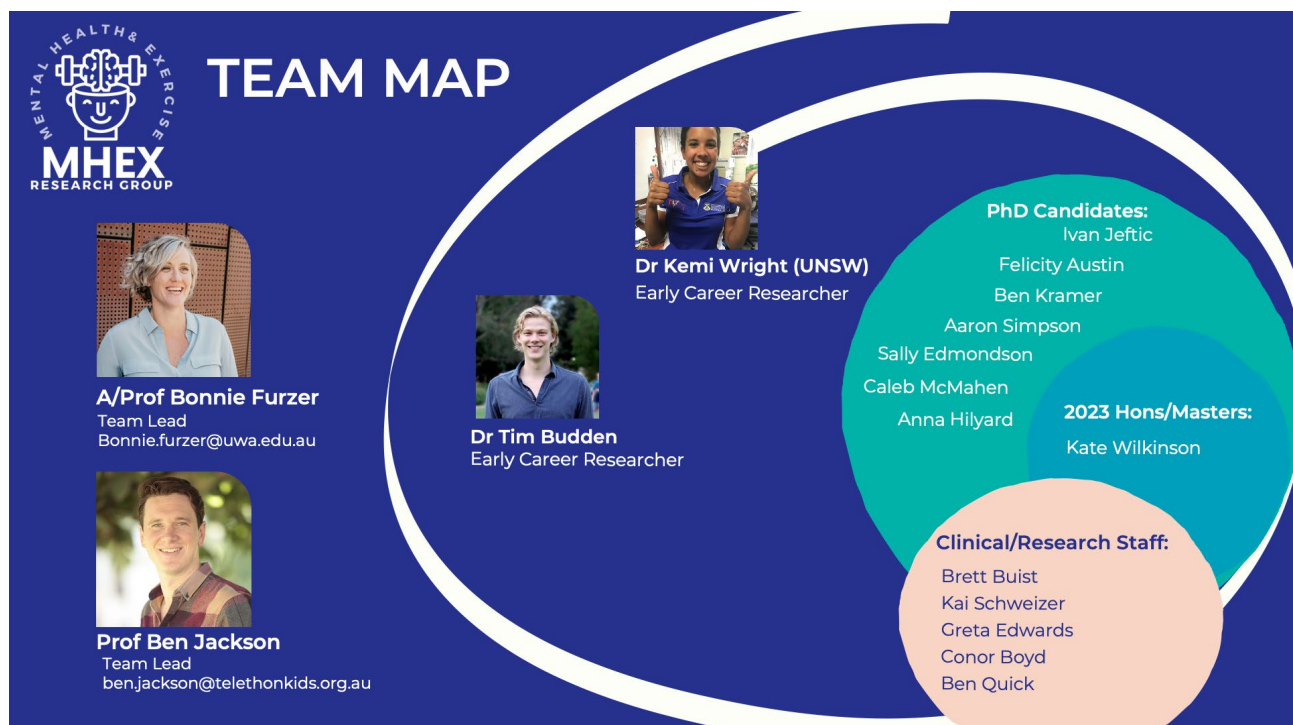 MENTAL HEALTH & EXERCISE
MHEX
RESEARCH GROUP
TEAM MAP
A/Prof Bonnie Furzer
Team Lead
Bonnie.furzer@uwa.edu.au
Prof Ben Jackson
Team Lead
ben.jackson@telethonkids.org.au
Dr Kemi Wright (UNSW)
Early Career Researcher
Dr Tim Budden
Early Career Researcher
PhD Candidates:
Ivan Jeftic
Felicity Austin
Ben Kramer
Aaron Simpson
Sally Edmondson
Caleb McMahen
Anna Hilyard
2023 Hons/Masters:
Kate Wilkinson
Clinical/Research Staff:
Brett Buist
Kai Schweizer
Greta Edwards
Conor Boyd
Ben Quick